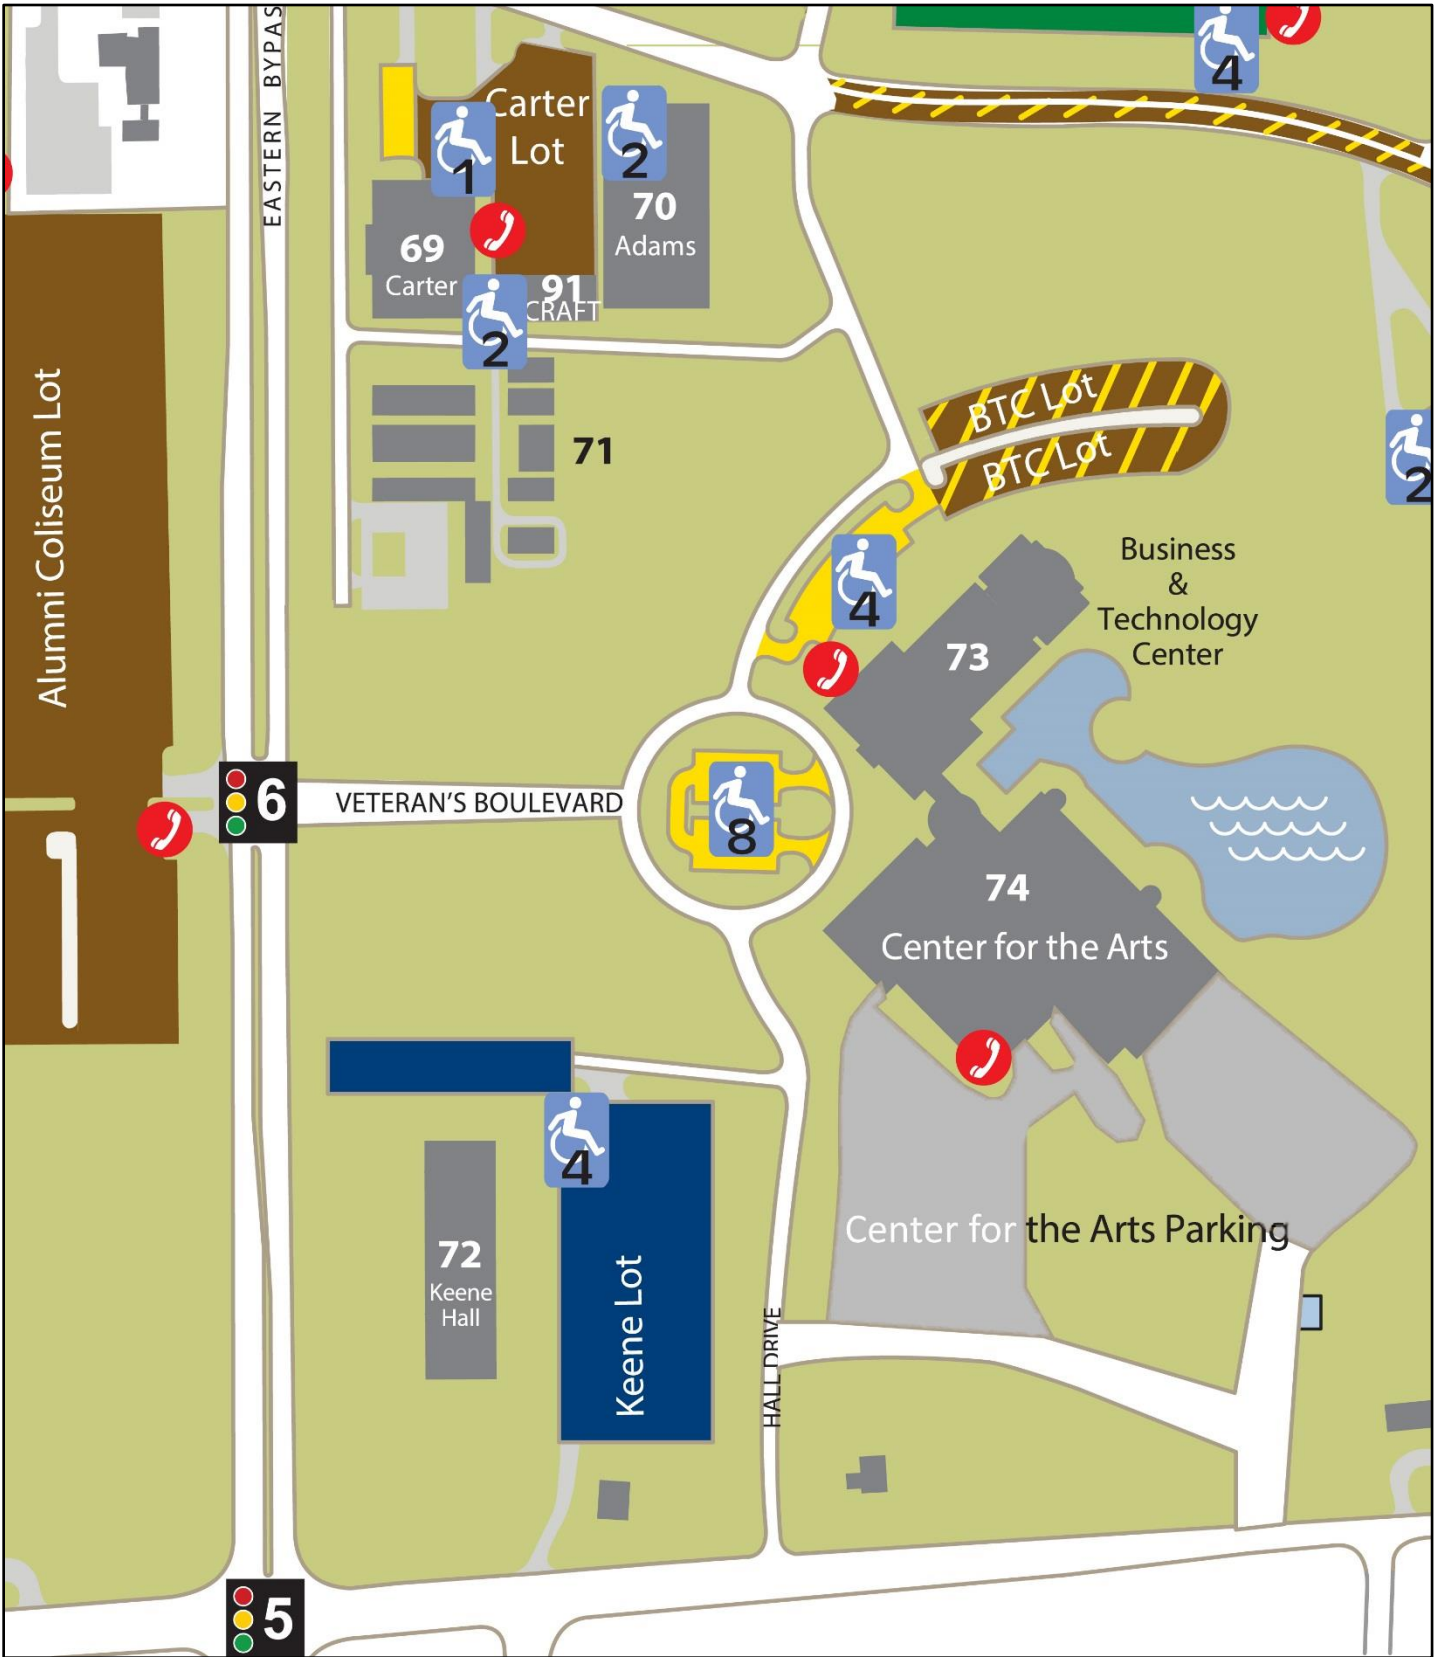 EASTERN BYPAS
4
Carter
Lot
1
2
70
Adams
69
Carter
91
CRAFT
2
Alumni Coliseum Lot
BTC Lot
BTC Lot
71
2
4
Business
&
Technology
Center
73
6
VETERAN'S BOULEVARD
8
74
Center for the Arts
4
72
Keene
Hall
Keene Lot
Center for the Arts Parking
HALL DRIVE
5